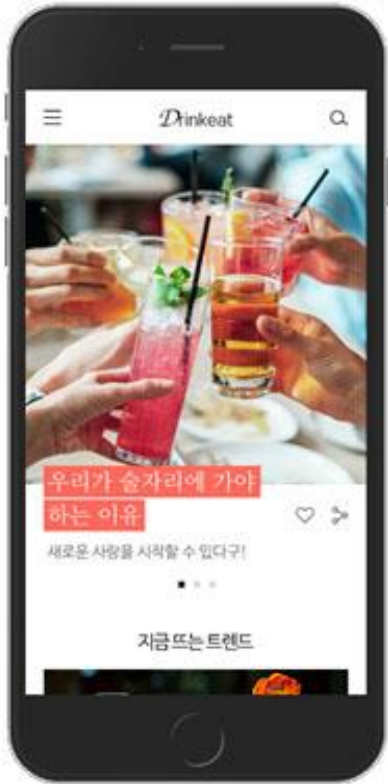 Drinkeat
우리가 술자리에 가야
하는 이유
새로운 사랑을 시작할 수 있다구!
지금 뜨는 트렌드